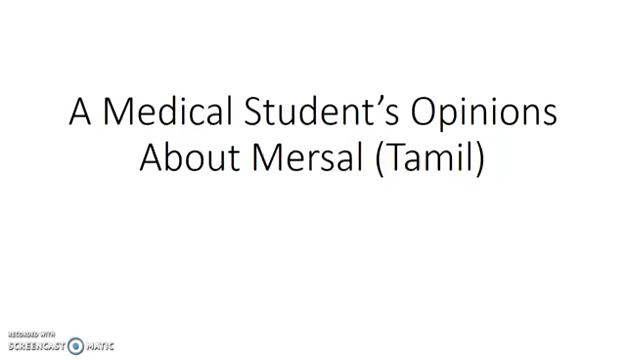 A Medical Student’s Opinions
About Mersal (Tamil)
RECORDED WITH
SCREENCAST MATIC